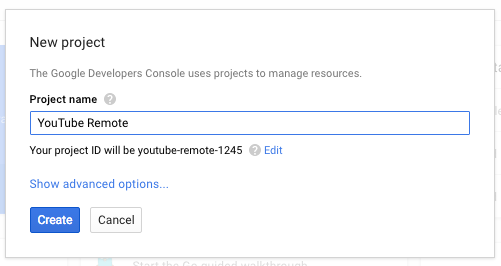 New project
The Google Developers Console uses projects to manage resources.
Project name ?
YouTube Remote
Your project ID will be youtube-remote-1245 ? Edit
Show advanced options...
Create Cancel